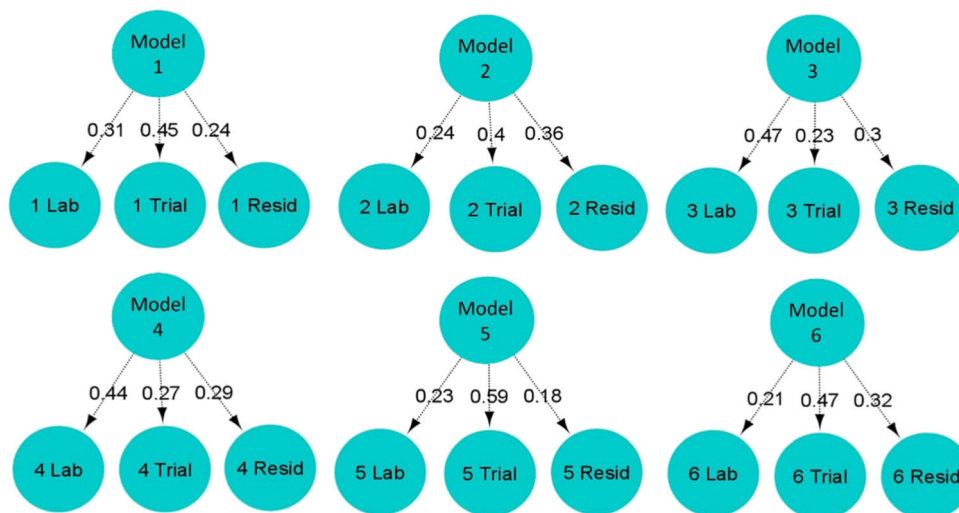 Model
1
Model
2
Model
3
0.31 0.45 0.24
0.24 0.4 0.36
0.47 0.23 0.3
1 Lab 1 Trial 1 Resid
2 Lab 2 Trial 2 Resid
3 Lab 3 Trial 3 Resid
Model
4
Model
5
Model
6
0.44 0.27 0.29
0.23 0.59 0.18
0.21 0.47 0.32
4 Lab 4 Trial 4 Resid
5 Lab 5 Trial 5 Resid
6 Lab 6 Trial 6 Resid